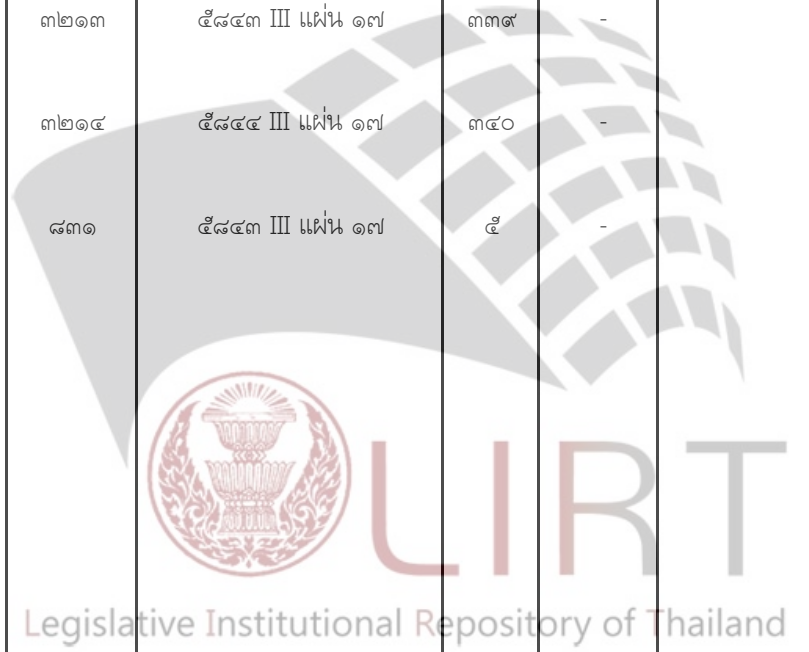 ๓๒๑๓ ๕๘๔๓ III แผ่น ๑๗ ๓๓๙ -
๓๒๑๔ ๕๘๔๔ III แผ่น ๑๗ ๓๔๐ -
๘๓๑ ๕๘๔๓ III แผ่น ๑๗ ๕ -
LIRT
Legislative Institutional Repository of Thailand